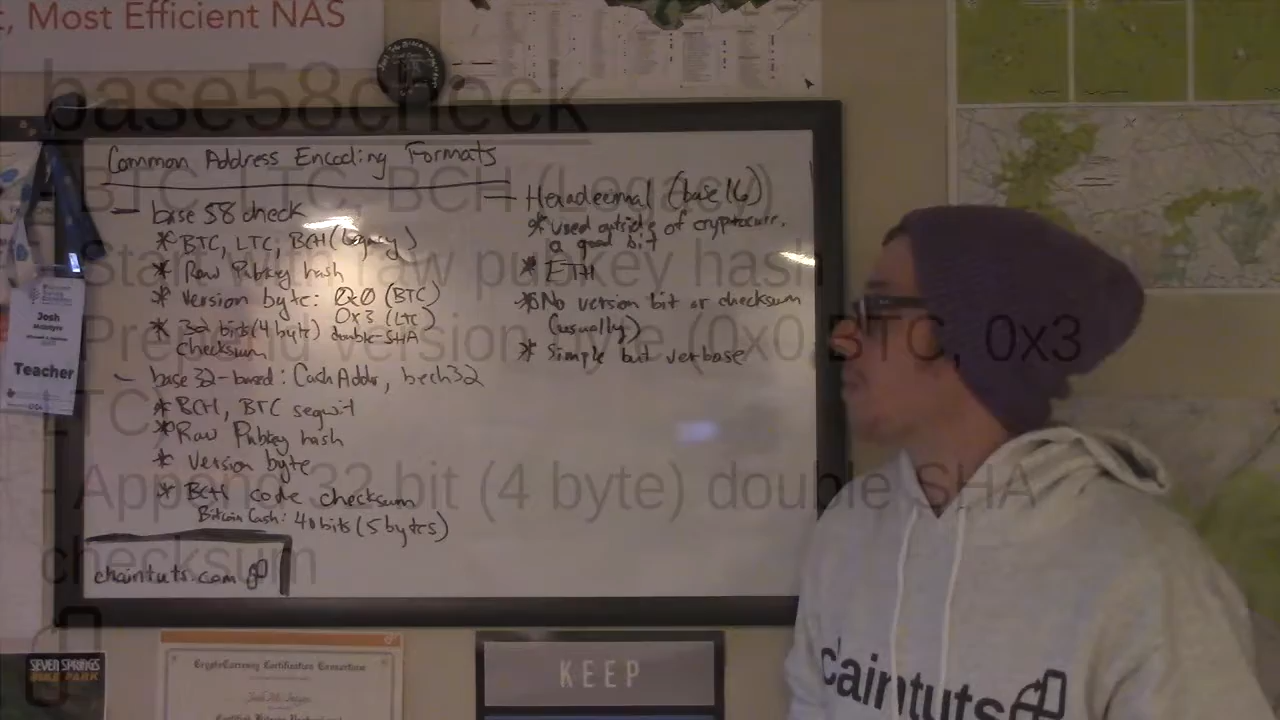 , Most Efficient NAS
base58check
BTC, LTC, BCH (Legacy)
Start with raw pubkey hash
Prepend version byte (0x0 BTC, 0x3
LTC)
- Append 32 bit (4 byte) double SHA
checksum
Common Address Encoding Formats
- base 58 check
* BTC, LTC, BCH (Legacy)
* Raw Pubkey hash
* Version byte: 0x0 (BTC)
0x3 (LTC)
* 32 bits (4 byte) double-SHA
checksum
- base 32-based: CashAddr, bech32
* BCH, BTC segwit
* Raw Pubkey hash
* Version byte
* BCH code checksum
Bitcoin Cash: 40 bits (5 bytes)
chaintuts.com
- Hexadecimal (base 16)
* used outside of cryptocurr.
a good bit
* ETH
* No version bit or checksum
(usually)
* Simple but verbose
Josh
McIntyre
Teacher
SEVEN SPRINGS
BIKE PARK
CryptoCurrency Certification Consortium
KEEP
chaintuts